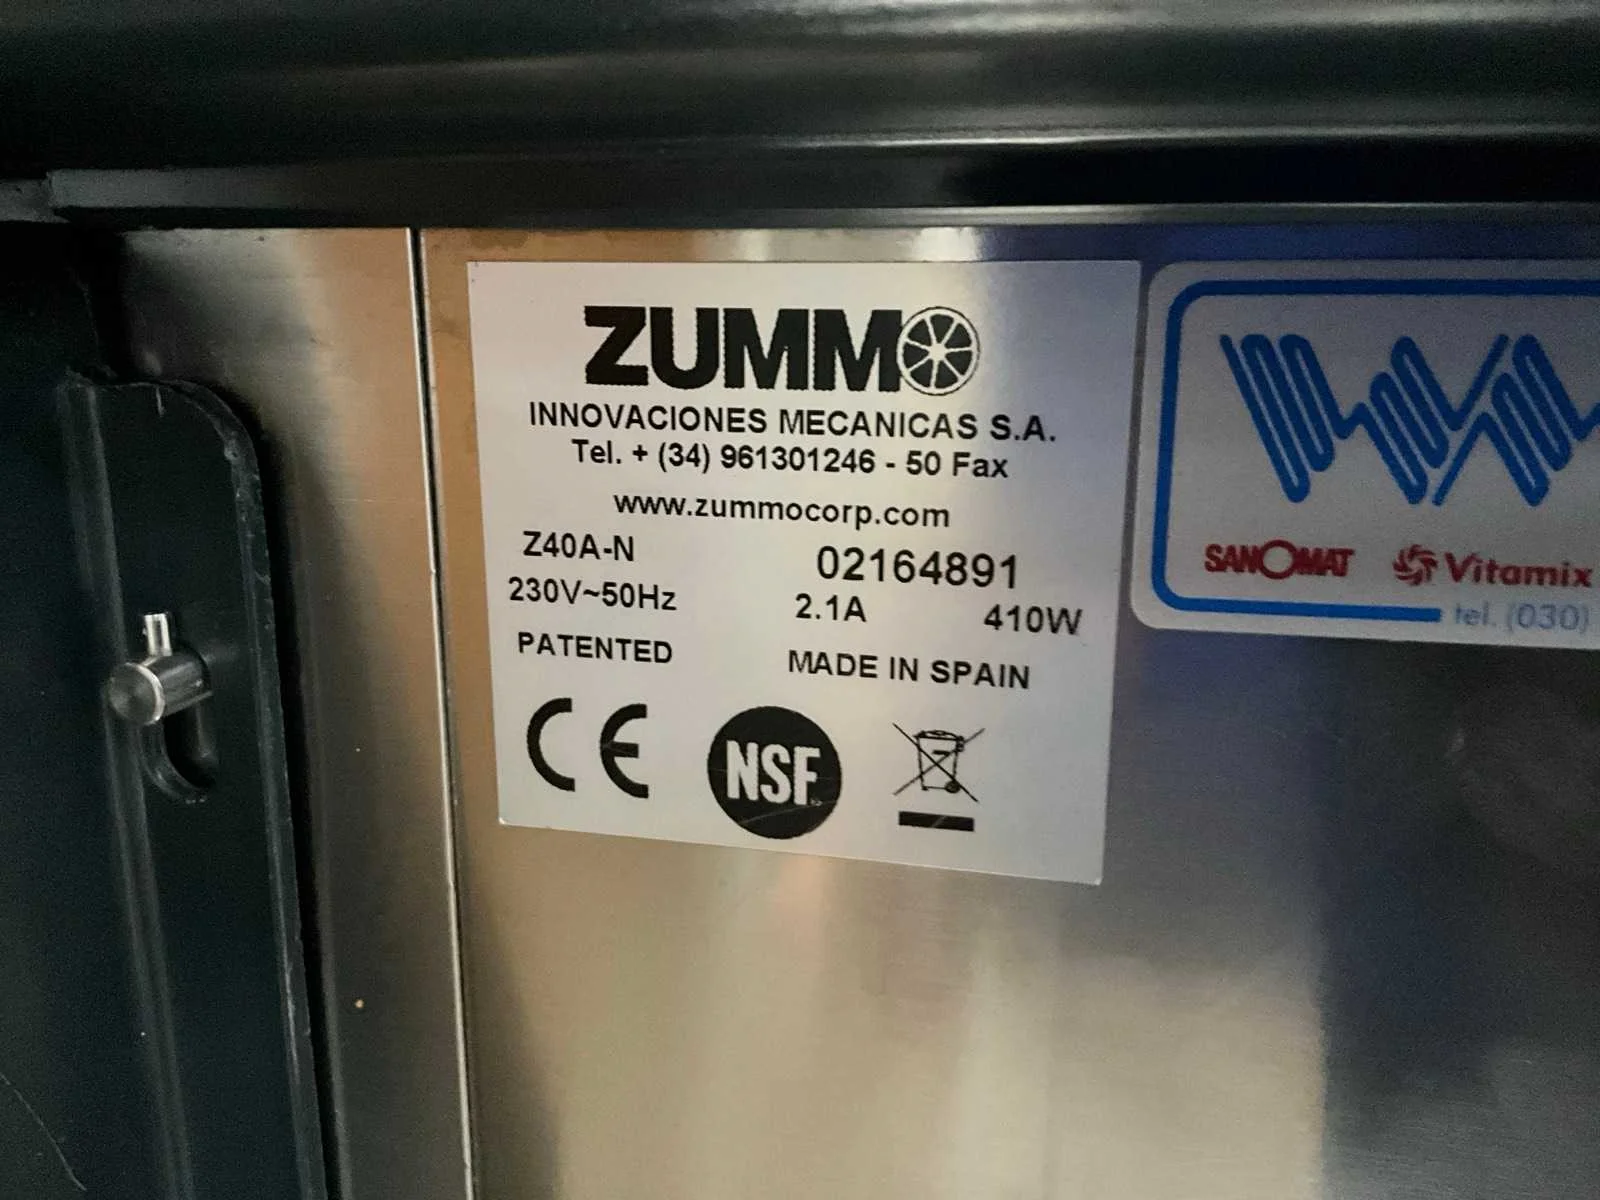 ZUMMO
INNOVACIONES MECANICAS S.A.
Tel. + (34) 961301246 - 50 Fax
www.zummocorp.com
Z40A-N 02164891
230V~50Hz 2.1A 410W
PATENTED MADE IN SPAIN
CE NSF
SANOMAT Vitamix
tel. (030)